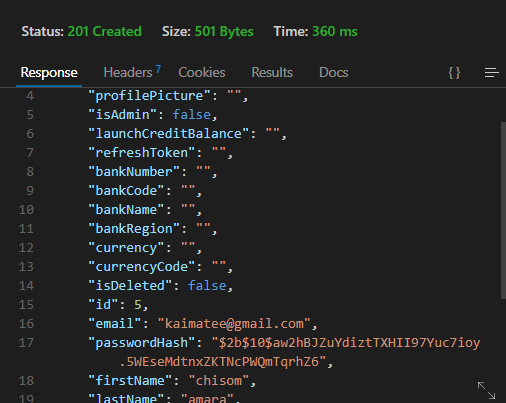 Status: 201 Created Size: 501 Bytes Time: 360 ms
Response Headers 7 Cookies Results Docs { }
4 "profilePicture": "",
5 "isAdmin": false,
6 "launchCreditBalance": "",
7 "refreshToken": "",
8 "bankNumber": "",
9 "bankCode": "",
10 "bankName": "",
11 "bankRegion": "",
12 "currency": "",
13 "currencyCode": "",
14 "isDeleted": false,
15 "id": 5,
16 "email": "kaimatee@gmail.com",
17 "passwordHash": "$2b$10$aw2hBJZuYdiztTXHII97Yuc7ioy
.5WEseMdtnxZKTNcPWQmTqrhZ6",
18 "firstName": "chisom",
19 "lastName": "amara",